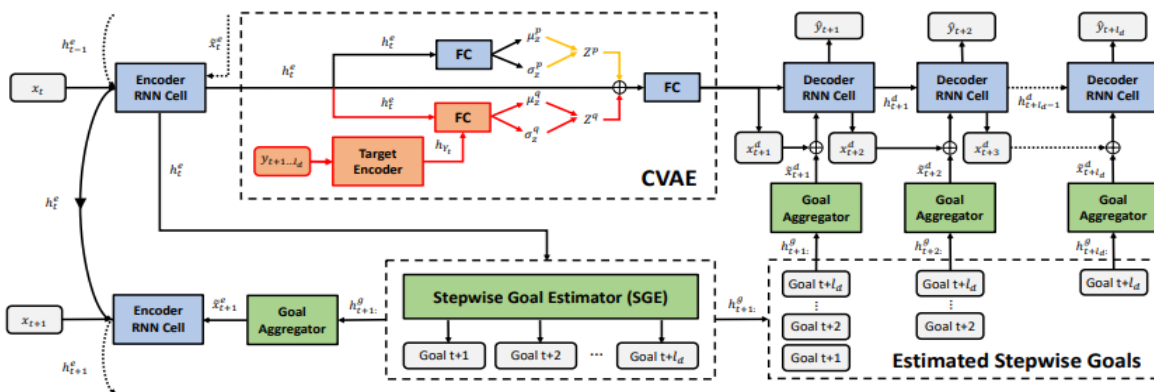 h^e_{t-1}
x̃^e_t
x_t
Encoder
RNN Cell
h^e_t
h^e_t
h^e_t
h^e_t
FC
μ^p_z
σ^p_z
Z^p
h^e_t
FC
μ^q_z
σ^q_z
Z^q
h_{Y_t}
y_{t+1...l_d}
Target
Encoder
FC
CVAE
ŷ_{t+1}
ŷ_{t+2}
ŷ_{t+l_d}
Decoder
RNN Cell
h^d_{t+1}
Decoder
RNN Cell
h^d_{t+l_d-1}
Decoder
RNN Cell
x^d_{t+1}
x^d_{t+2}
x^d_{t+3}
x̃^d_{t+1}
x̃^d_{t+2}
x̃^d_{t+l_d}
Goal
Aggregator
Goal
Aggregator
Goal
Aggregator
h^g_{t+1:}
h^g_{t+2:}
h^g_{t+l_d:}
Goal t+l_d
⋮
Goal t+2
Goal t+1
Goal t+l_d
⋮
Goal t+2
Goal t+l_d
Estimated Stepwise Goals
x_{t+1}
Encoder
RNN Cell
x̃^e_{t+1}
Goal
Aggregator
h^g_{t+1:}
Stepwise Goal Estimator (SGE)
Goal t+1
Goal t+2
...
Goal t+l_d
h^g_{t+1:}
h^e_{t+1}